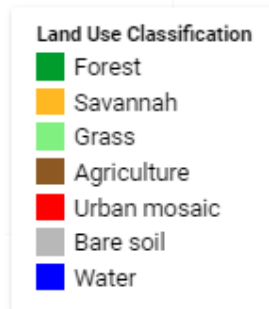 Land Use Classification
Forest
Savannah
Grass
Agriculture
Urban mosaic
Bare soil
Water